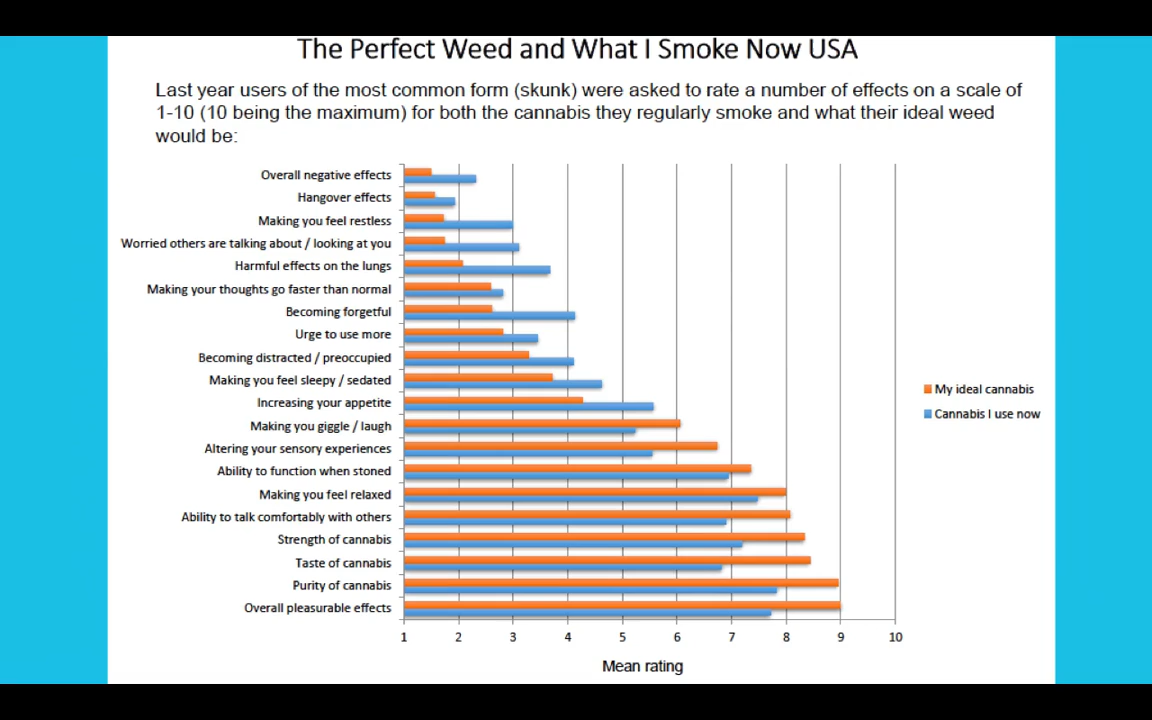 The Perfect Weed and What I Smoke Now USA
Last year users of the most common form (skunk) were asked to rate a number of effects on a scale of
1-10 (10 being the maximum) for both the cannabis they regularly smoke and what their ideal weed
would be:
Overall negative effects
Hangover effects
Making you feel restless
Worried others are talking about / looking at you
Harmful effects on the lungs
Making your thoughts go faster than normal
Becoming forgetful
Urge to use more
Becoming distracted / preoccupied
Making you feel sleepy / sedated
Increasing your appetite
Making you giggle / laugh
Altering your sensory experiences
Ability to function when stoned
Making you feel relaxed
Ability to talk comfortably with others
Strength of cannabis
Taste of cannabis
Purity of cannabis
Overall pleasurable effects
My ideal cannabis
Cannabis I use now
1 2 3 4 5 6 7 8 9 10
Mean rating